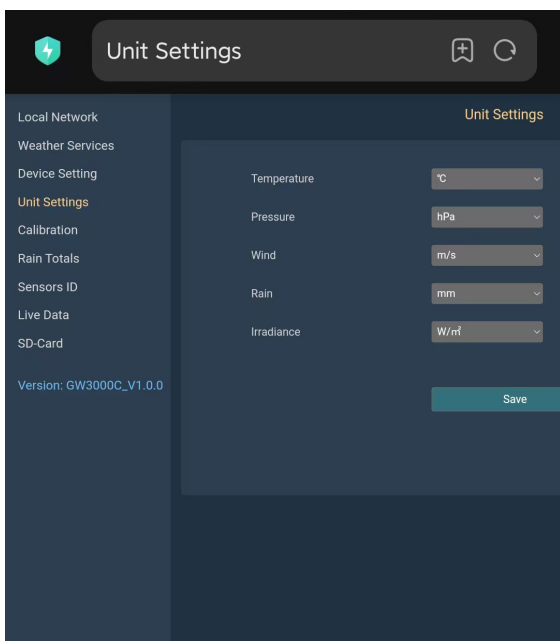 Unit Settings
Local Network
Weather Services
Device Setting
Unit Settings
Calibration
Rain Totals
Sensors ID
Live Data
SD-Card
Version: GW3000C_V1.0.0
Unit Settings
Temperature ℃
Pressure hPa
Wind m/s
Rain mm
Irradiance W/㎡
Save